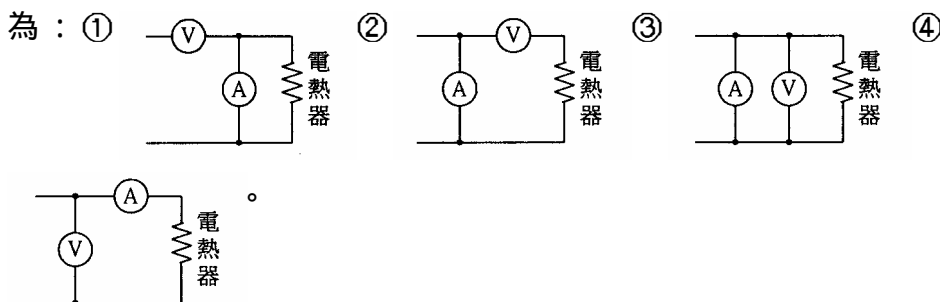 為：① V A 電熱器 ② V A 電熱器 ③ A V 電熱器 ④
A V 電熱器 。